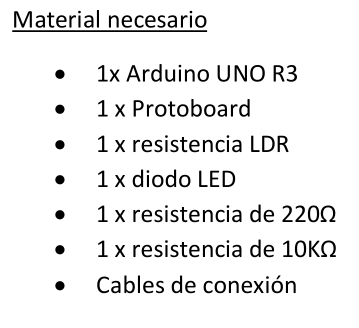 Material necesario
• 1x Arduino UNO R3
• 1 x Protoboard
• 1 x resistencia LDR
• 1 x diodo LED
• 1 x resistencia de 220Ω
• 1 x resistencia de 10KΩ
• Cables de conexión